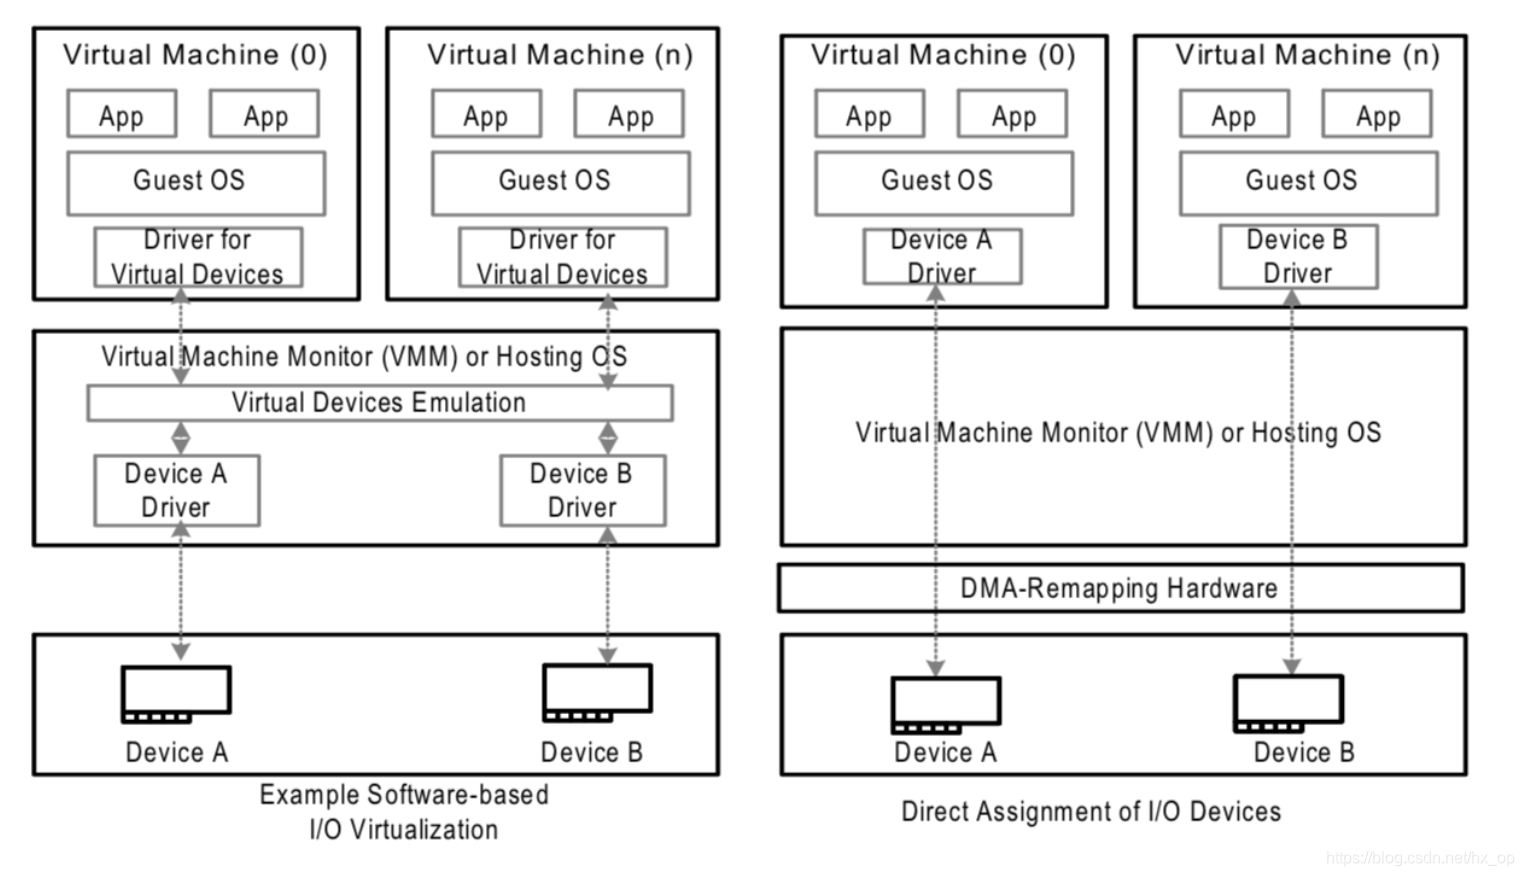 Virtual Machine (0)
App
App
Guest OS
Driver for
Virtual Devices
Virtual Machine (n)
App
App
Guest OS
Driver for
Virtual Devices
Virtual Machine Monitor (VMM) or Hosting OS
Virtual Devices Emulation
Device A
Driver
Device B
Driver
Device A
Device B
Example Software-based
I/O Virtualization
Virtual Machine (0)
App
App
Guest OS
Device A
Driver
Virtual Machine (n)
App
App
Guest OS
Device B
Driver
Virtual Machine Monitor (VMM) or Hosting OS
DMA-Remapping Hardware
Device A
Device B
Direct Assignment of I/O Devices
https://blog.csdn.net/hx_op